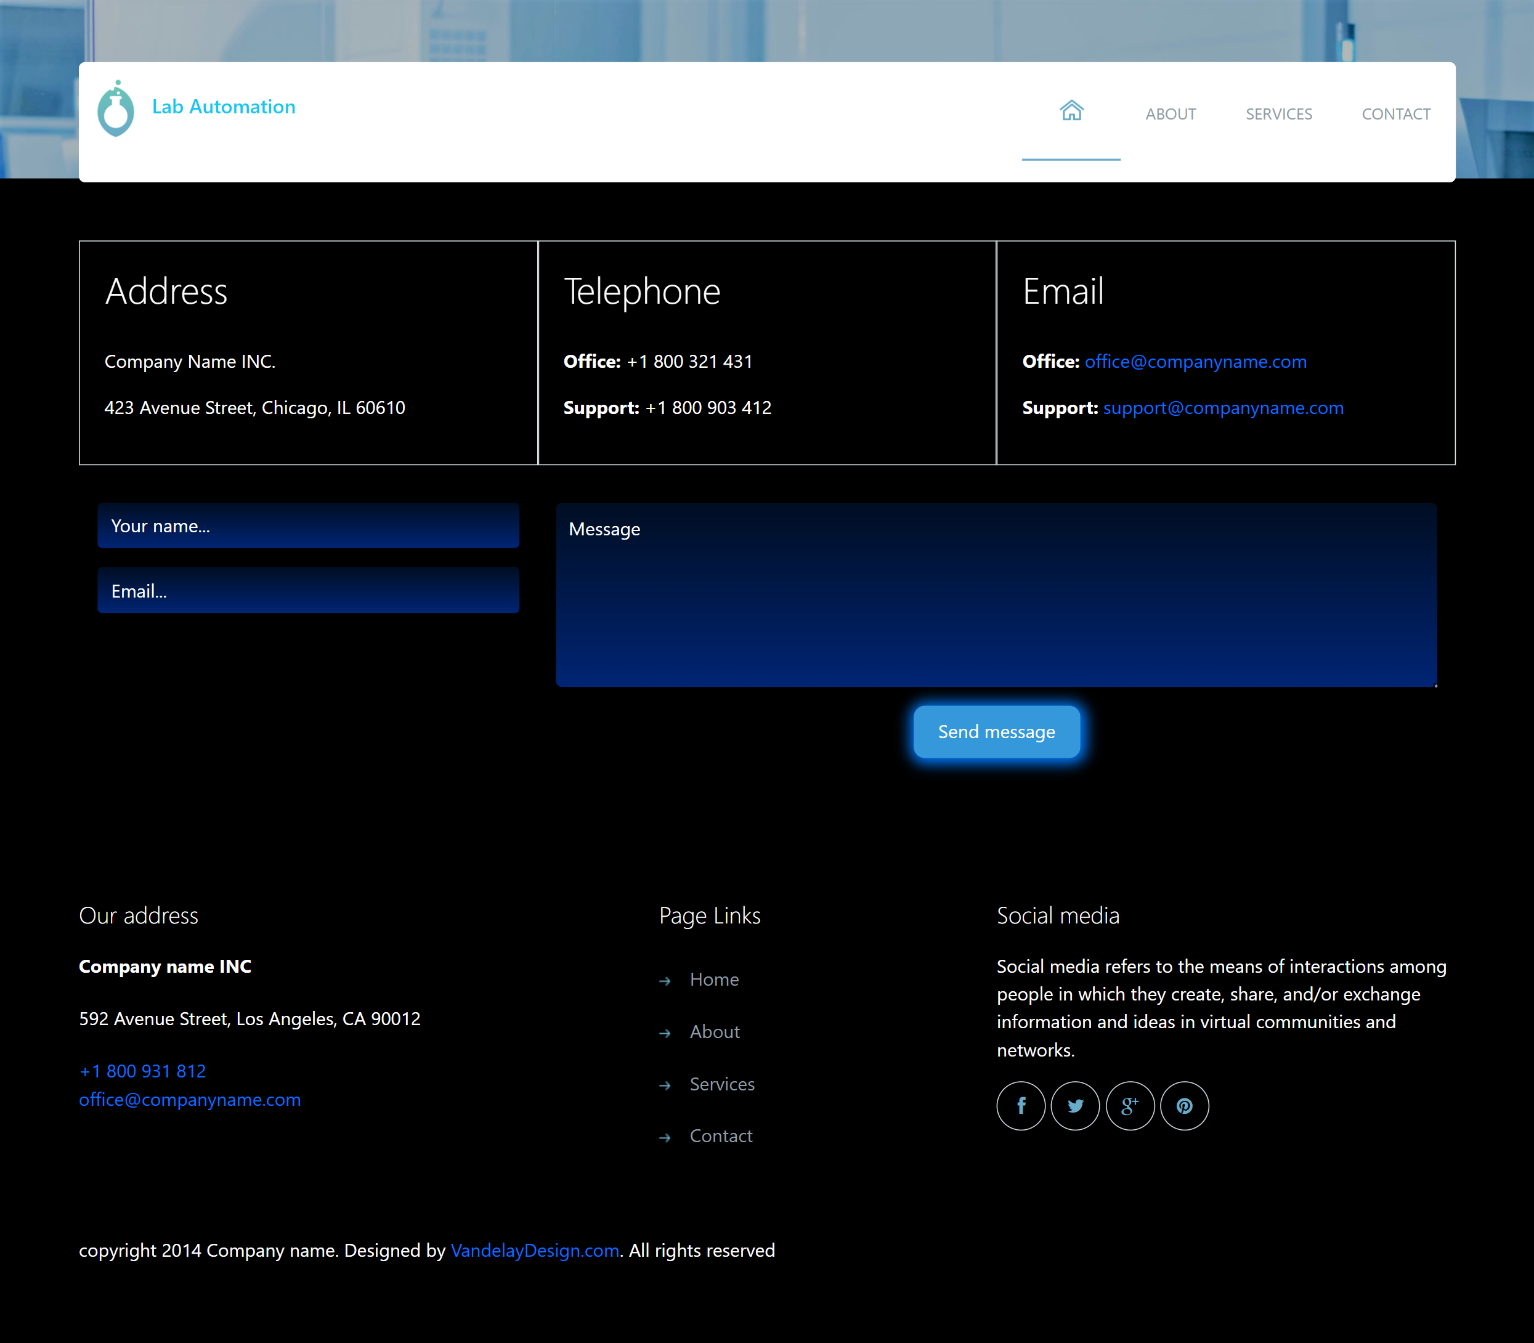 Lab Automation
ABOUT
SERVICES
CONTACT
Address
Company Name INC.
423 Avenue Street, Chicago, IL 60610
Telephone
Office: +1 800 321 431
Support: +1 800 903 412
Email
Office: office@companyname.com
Support: support@companyname.com
Your name...
Email...
Message
Send message
Our address
Company name INC
592 Avenue Street, Los Angeles, CA 90012
+1 800 931 812
office@companyname.com
Page Links
Home
About
Services
Contact
Social media
Social media refers to the means of interactions among
people in which they create, share, and/or exchange
information and ideas in virtual communities and
networks.
copyright 2014 Company name. Designed by VandelayDesign.com. All rights reserved